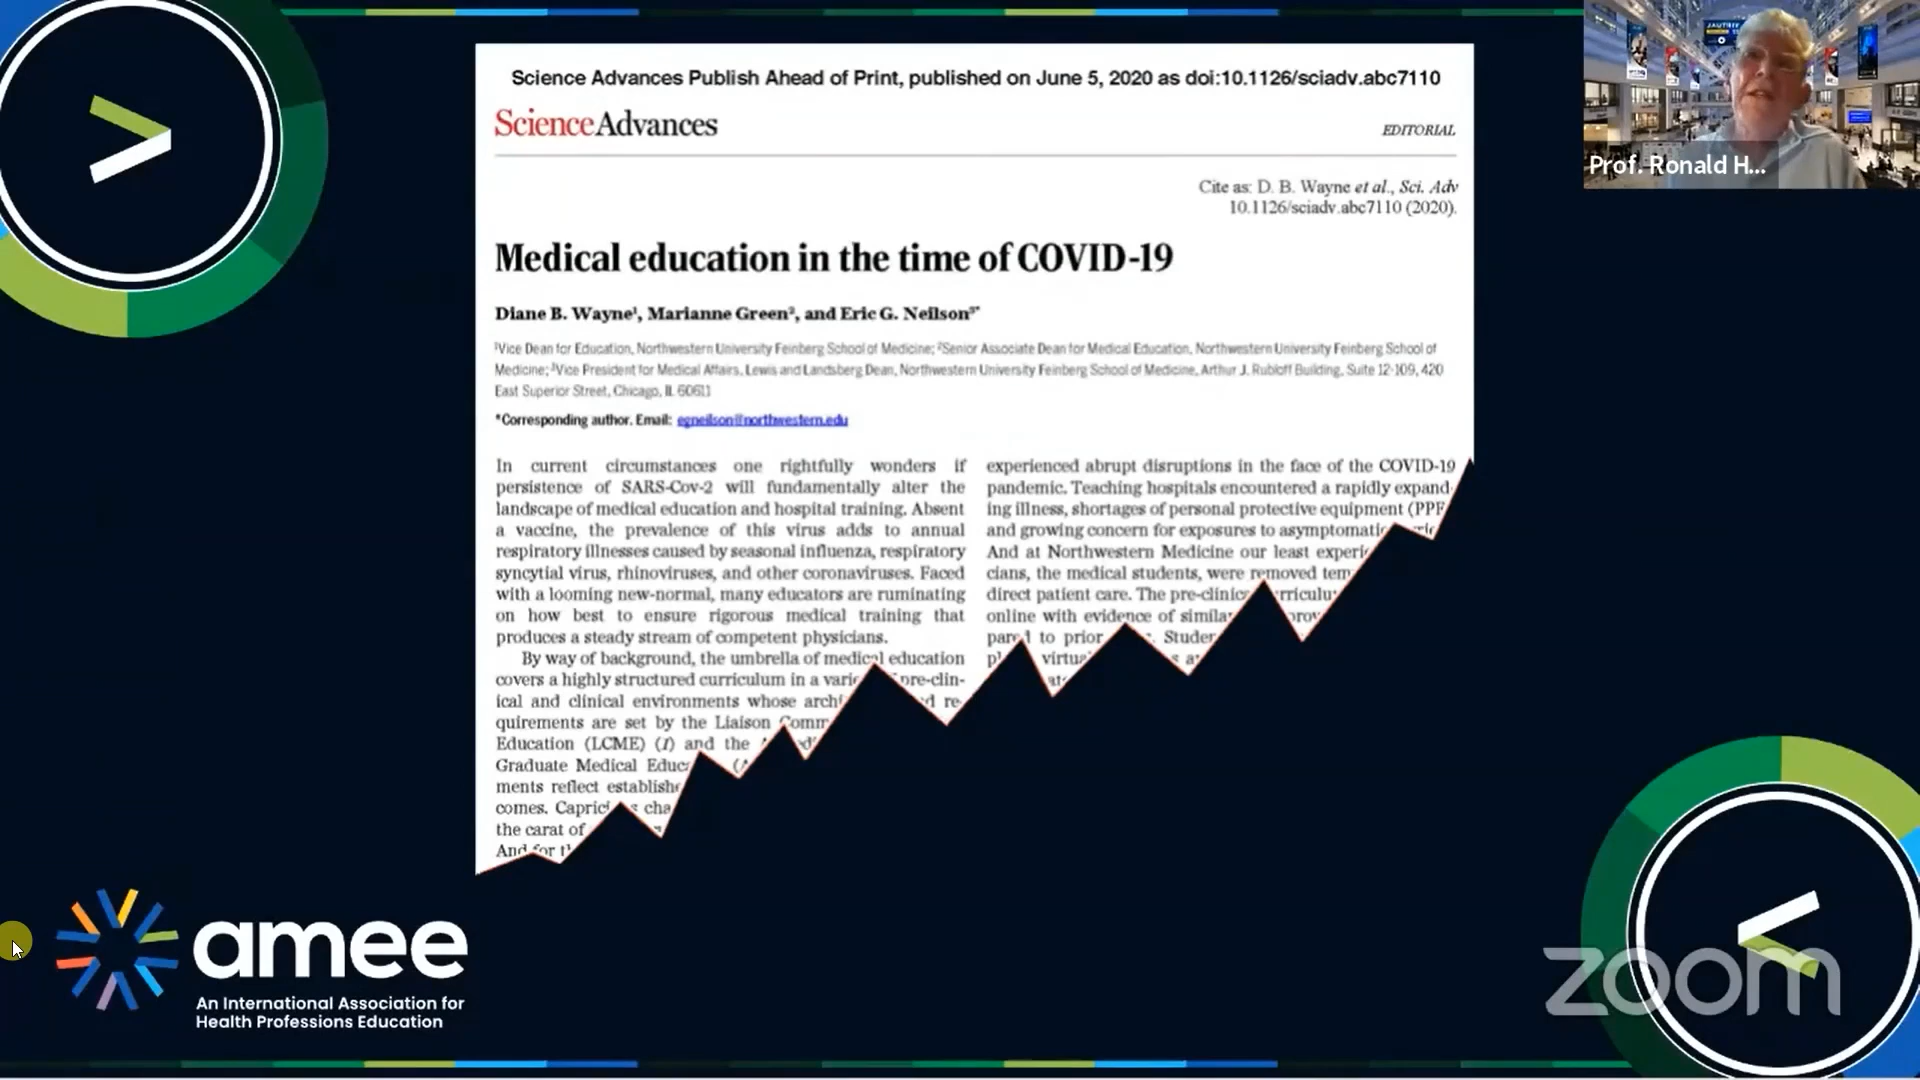 Science Advances Publish Ahead of Print, published on June 5, 2020 as doi:10.1126/sciadv.abc7110
ScienceAdvances
EDITORIAL
Cite as: D. B. Wayne et al., Sci. Adv
10.1126/sciadv.abc7110 (2020).
Medical education in the time of COVID-19
Diane B. Wayne¹, Marianne Green², and Eric G. Neilson³*
¹Vice Dean for Education, Northwestern University Feinberg School of Medicine; ²Senior Associate Dean for Medical Education, Northwestern University Feinberg School of
Medicine; ³Vice President for Medical Affairs, Lewis and Landsberg Dean, Northwestern University Feinberg School of Medicine, Arthur J. Rubloff Building, Suite 12-109, 420
East Superior Street, Chicago, IL 60611
*Corresponding author. Email: egneilson@northwestern.edu
In current circumstances one rightfully wonders if
persistence of SARS-Cov-2 will fundamentally alter the
landscape of medical education and hospital training. Absent
a vaccine, the prevalence of this virus adds to annual
respiratory illnesses caused by seasonal influenza, respiratory
syncytial virus, rhinoviruses, and other coronaviruses. Faced
with a looming new-normal, many educators are ruminating
on how best to ensure rigorous medical training that
produces a steady stream of competent physicians.
By way of background, the umbrella of medical education
covers a highly structured curriculum in a pre-clin-
ical and clinical environments whose re-
quirements are set by the Liaison
Education (LCME) (1) and the
Graduate Medical
ments reflect
comes.
the carat of
And for
experienced abrupt disruptions in the face of the COVID-19
pandemic. Teaching hospitals encountered a rapidly expand-
ing illness, shortages of personal protective equipment
and growing concern for exposures to
And at Northwestern Medicine our least
cians, the medical students, were removed
direct patient care. The
online with evidence of
to prior
Prof. Ronald H...
amee
An International Association for
Health Professions Education
zoom